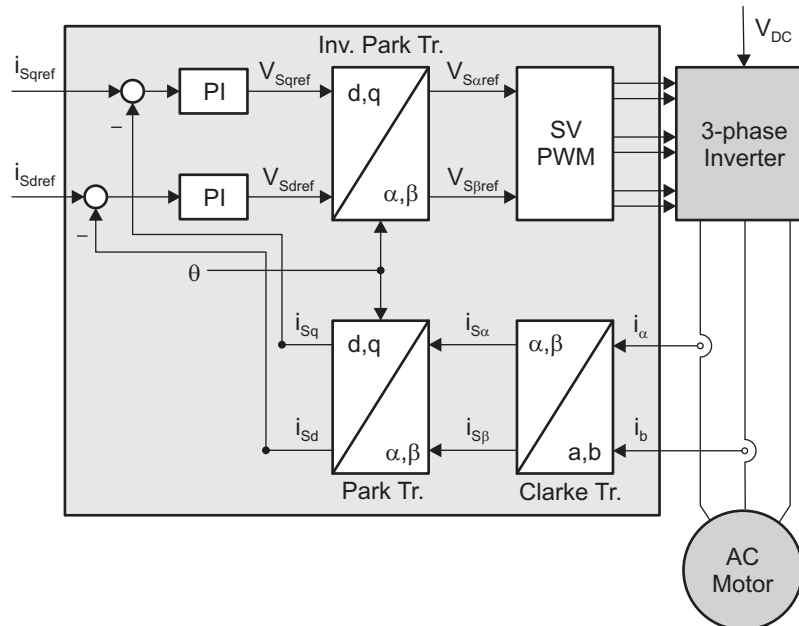 Inv. Park Tr.
V_DC
i_Sqref
PI
V_Sqref
d,q
V_Sαref
SV
PWM
3-phase
Inverter
–
i_Sdref
PI
V_Sdref
α,β
V_Sβref
–
θ
i_Sq
d,q
i_Sα
α,β
i_α
i_Sd
α,β
i_Sβ
a,b
i_b
Park Tr.
Clarke Tr.
AC
Motor